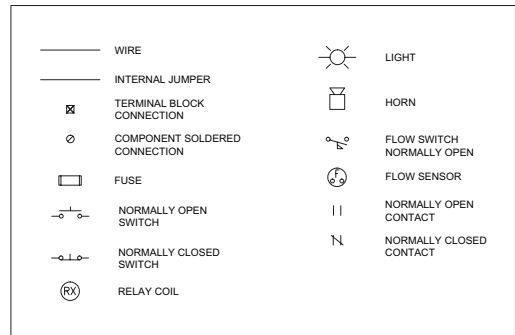 WIRE
INTERNAL JUMPER
TERMINAL BLOCK
CONNECTION
COMPONENT SOLDERED
CONNECTION
FUSE
NORMALLY OPEN
SWITCH
NORMALLY CLOSED
SWITCH
RX
RELAY COIL
LIGHT
HORN
FLOW SWITCH
NORMALLY OPEN
F
FLOW SENSOR
NORMALLY OPEN
CONTACT
NORMALLY CLOSED
CONTACT